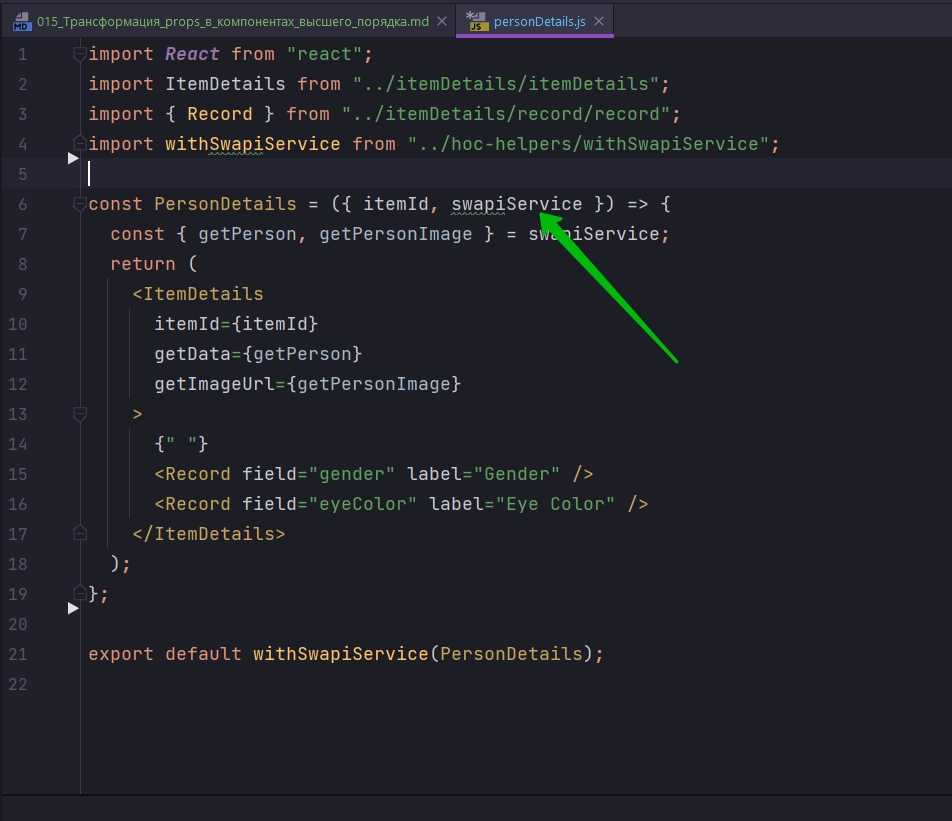 MD 015_Трансформация_props_в_компонентах_высшего_порядка.md JS personDetails.js
1 import React from "react";
2 import ItemDetails from "../itemDetails/itemDetails";
3 import { Record } from "../itemDetails/record/record";
4 import withSwapiService from "../hoc-helpers/withSwapiService";
5
6 const PersonDetails = ({ itemId, swapiService }) => {
7 const { getPerson, getPersonImage } = swapiService;
8 return (
9 <ItemDetails
10 itemId={itemId}
11 getData={getPerson}
12 getImageUrl={getPersonImage}
13 >
14 {" "}
15 <Record field="gender" label="Gender" />
16 <Record field="eyeColor" label="Eye Color" />
17 </ItemDetails>
18 );
19 };
20
21 export default withSwapiService(PersonDetails);
22